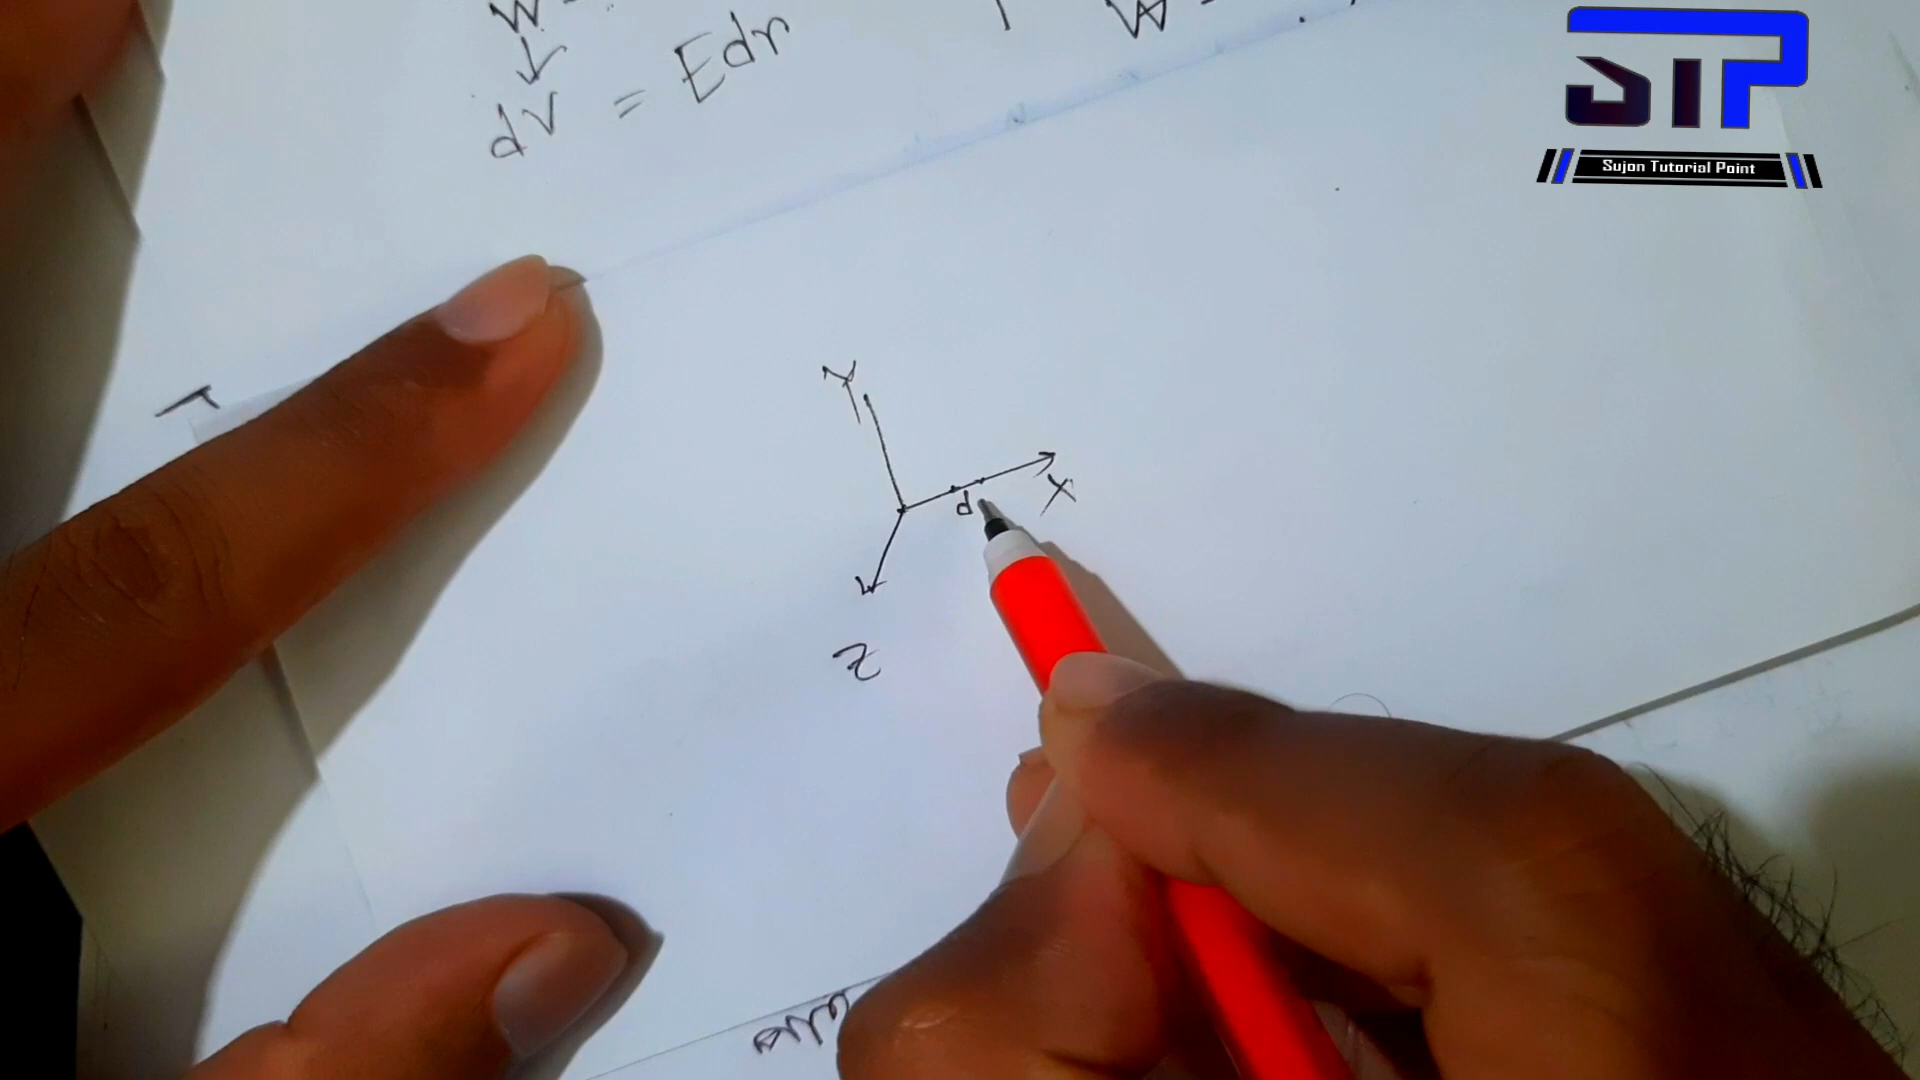 W
W
dV = Edr
STP
Sujon Tutorial Point
Y
X
d
Z